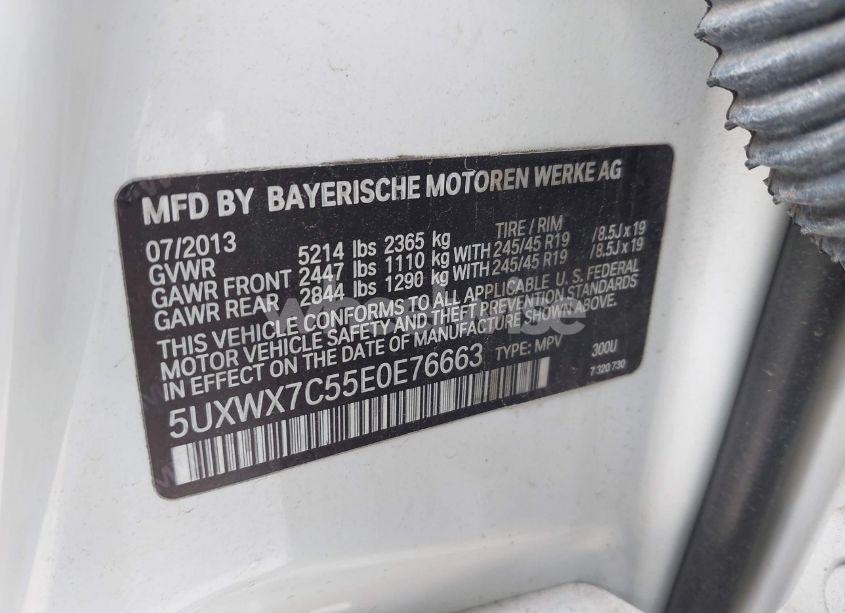 MFD BY BAYERISCHE MOTOREN WERKE AG
07/2013 TIRE / RIM
GVWR 5214 lbs 2365 kg
GAWR FRONT 2447 lbs 1110 kg WITH 245/45 R19 /8.5J x 19
GAWR REAR 2844 lbs 1290 kg WITH 245/45 R19 /8.5J x 19
THIS VEHICLE CONFORMS TO ALL APPLICABLE U.S. FEDERAL
MOTOR VEHICLE SAFETY AND THEFT PREVENTION STANDARDS
IN EFFECT ON THE DATE OF MANUFACTURE SHOWN ABOVE.
5UXWX7C55E0E76663 TYPE: MPV 300U
7 320 730